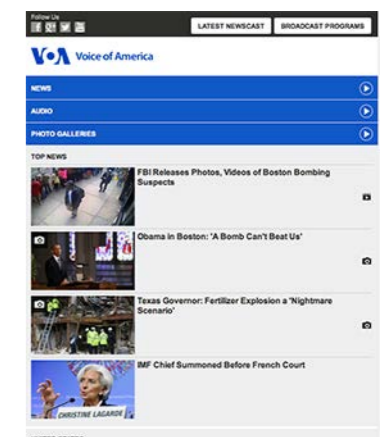 Follow Us
LATEST NEWSCAST
BROADCAST PROGRAMS
VOA Voice of America
NEWS
AUDIO
PHOTO GALLERIES
TOP NEWS
FBI Releases Photos, Videos of Boston Bombing
Suspects
Obama in Boston: 'A Bomb Can't Beat Us'
Texas Governor: Fertilizer Explosion a 'Nightmare
Scenario'
IMF Chief Summoned Before French Court
CHRISTINE LAGARDE